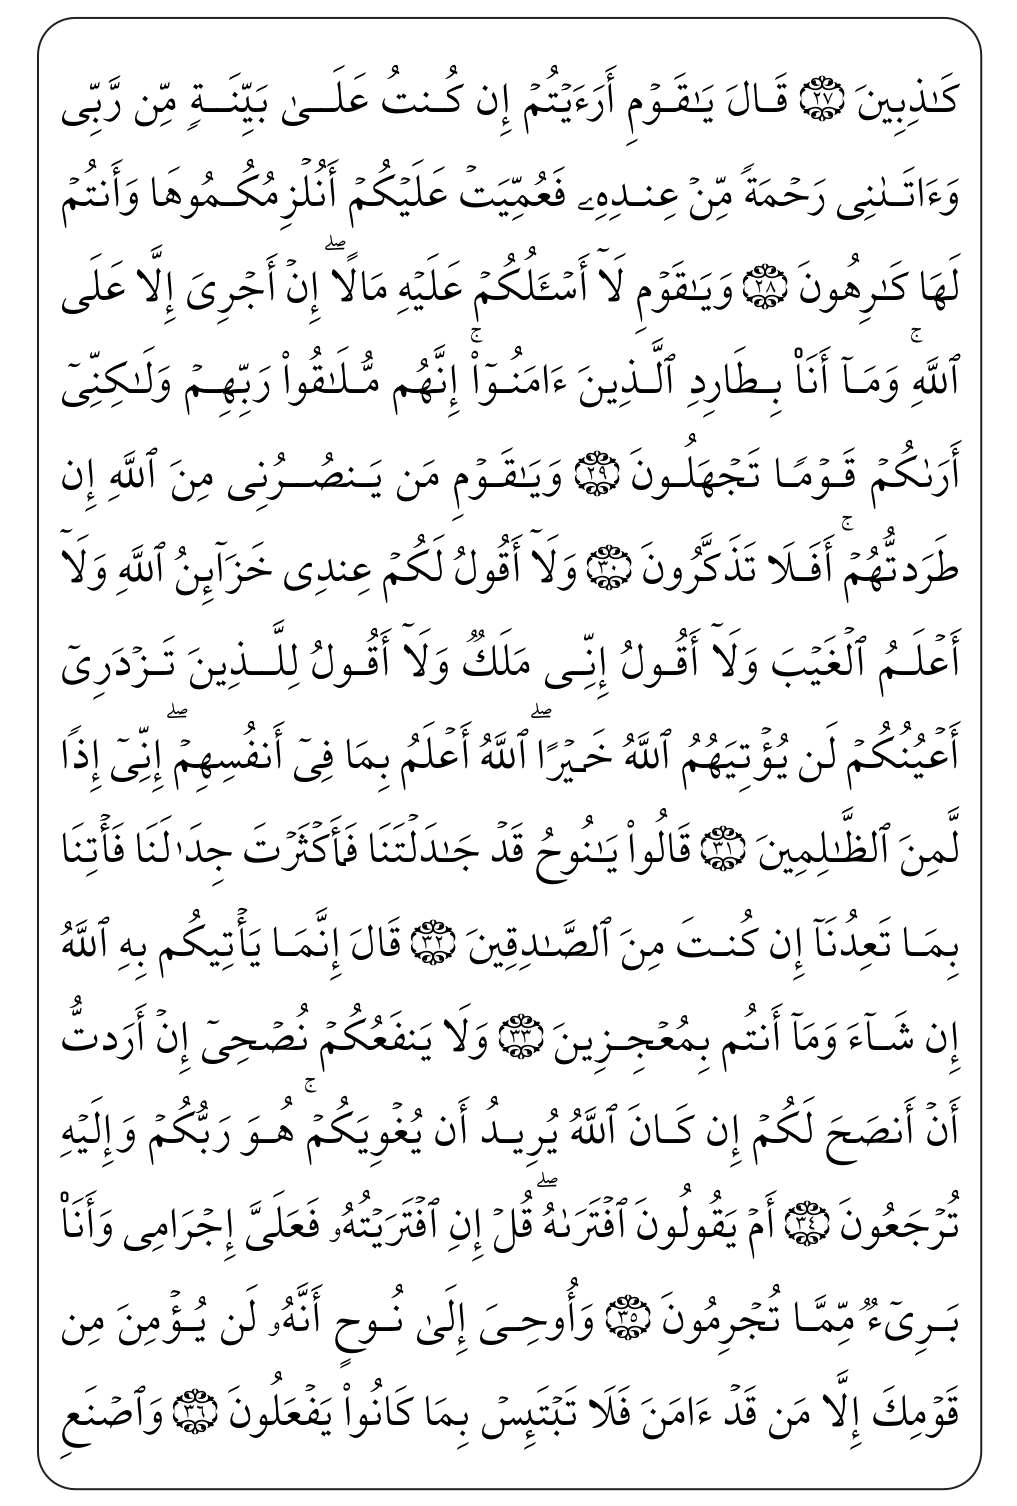 كَـٰذِبِينَ ٢٧ قَالَ يَـٰقَوْمِ أَرَءَيْتُمْ إِن كُنتُ عَلَىٰ بَيِّنَةٍ مِّن رَّبِّى
وَءَاتَىٰنِى رَحْمَةً مِّنْ عِندِهِۦ فَعُمِّيَتْ عَلَيْكُمْ أَنُلْزِمُكُمُوهَا وَأَنتُمْ
لَهَا كَـٰرِهُونَ ٢٨ وَيَـٰقَوْمِ لَآ أَسْـَٔلُكُمْ عَلَيْهِ مَالًا ۖ إِنْ أَجْرِىَ إِلَّا عَلَى
ٱللَّهِ ۚ وَمَآ أَنَا۠ بِطَارِدِ ٱلَّذِينَ ءَامَنُوٓا۟ ۚ إِنَّهُم مُّلَـٰقُوا۟ رَبِّهِمْ وَلَـٰكِنِّىٓ
أَرَىٰكُمْ قَوْمًا تَجْهَلُونَ ٢٩ وَيَـٰقَوْمِ مَن يَنصُرُنِى مِنَ ٱللَّهِ إِن
طَرَدتُّهُمْ ۚ أَفَلَا تَذَكَّرُونَ ٣٠ وَلَآ أَقُولُ لَكُمْ عِندِى خَزَآئِنُ ٱللَّهِ وَلَآ
أَعْلَمُ ٱلْغَيْبَ وَلَآ أَقُولُ إِنِّى مَلَكٌ وَلَآ أَقُولُ لِلَّذِينَ تَزْدَرِىٓ
أَعْيُنُكُمْ لَن يُؤْتِيَهُمُ ٱللَّهُ خَيْرًا ۖ ٱللَّهُ أَعْلَمُ بِمَا فِىٓ أَنفُسِهِمْ ۖ إِنِّىٓ إِذًا
لَّمِنَ ٱلظَّـٰلِمِينَ ٣١ قَالُوا۟ يَـٰنُوحُ قَدْ جَـٰدَلْتَنَا فَأَكْثَرْتَ جِدَٰلَنَا فَأْتِنَا
بِمَا تَعِدُنَآ إِن كُنتَ مِنَ ٱلصَّـٰدِقِينَ ٣٢ قَالَ إِنَّمَا يَأْتِيكُم بِهِ ٱللَّهُ
إِن شَآءَ وَمَآ أَنتُم بِمُعْجِزِينَ ٣٣ وَلَا يَنفَعُكُمْ نُصْحِىٓ إِنْ أَرَدتُّ
أَنْ أَنصَحَ لَكُمْ إِن كَانَ ٱللَّهُ يُرِيدُ أَن يُغْوِيَكُمْ ۚ هُوَ رَبُّكُمْ وَإِلَيْهِ
تُرْجَعُونَ ٣٤ أَمْ يَقُولُونَ ٱفْتَرَىٰهُ ۖ قُلْ إِنِ ٱفْتَرَيْتُهُۥ فَعَلَىَّ إِجْرَامِى وَأَنَا۠
بَرِىٓءٌ مِّمَّا تُجْرِمُونَ ٣٥ وَأُوحِىَ إِلَىٰ نُوحٍ أَنَّهُۥ لَن يُؤْمِنَ مِن
قَوْمِكَ إِلَّا مَن قَدْ ءَامَنَ فَلَا تَبْتَئِسْ بِمَا كَانُوا۟ يَفْعَلُونَ ٣٦ وَٱصْنَعِ